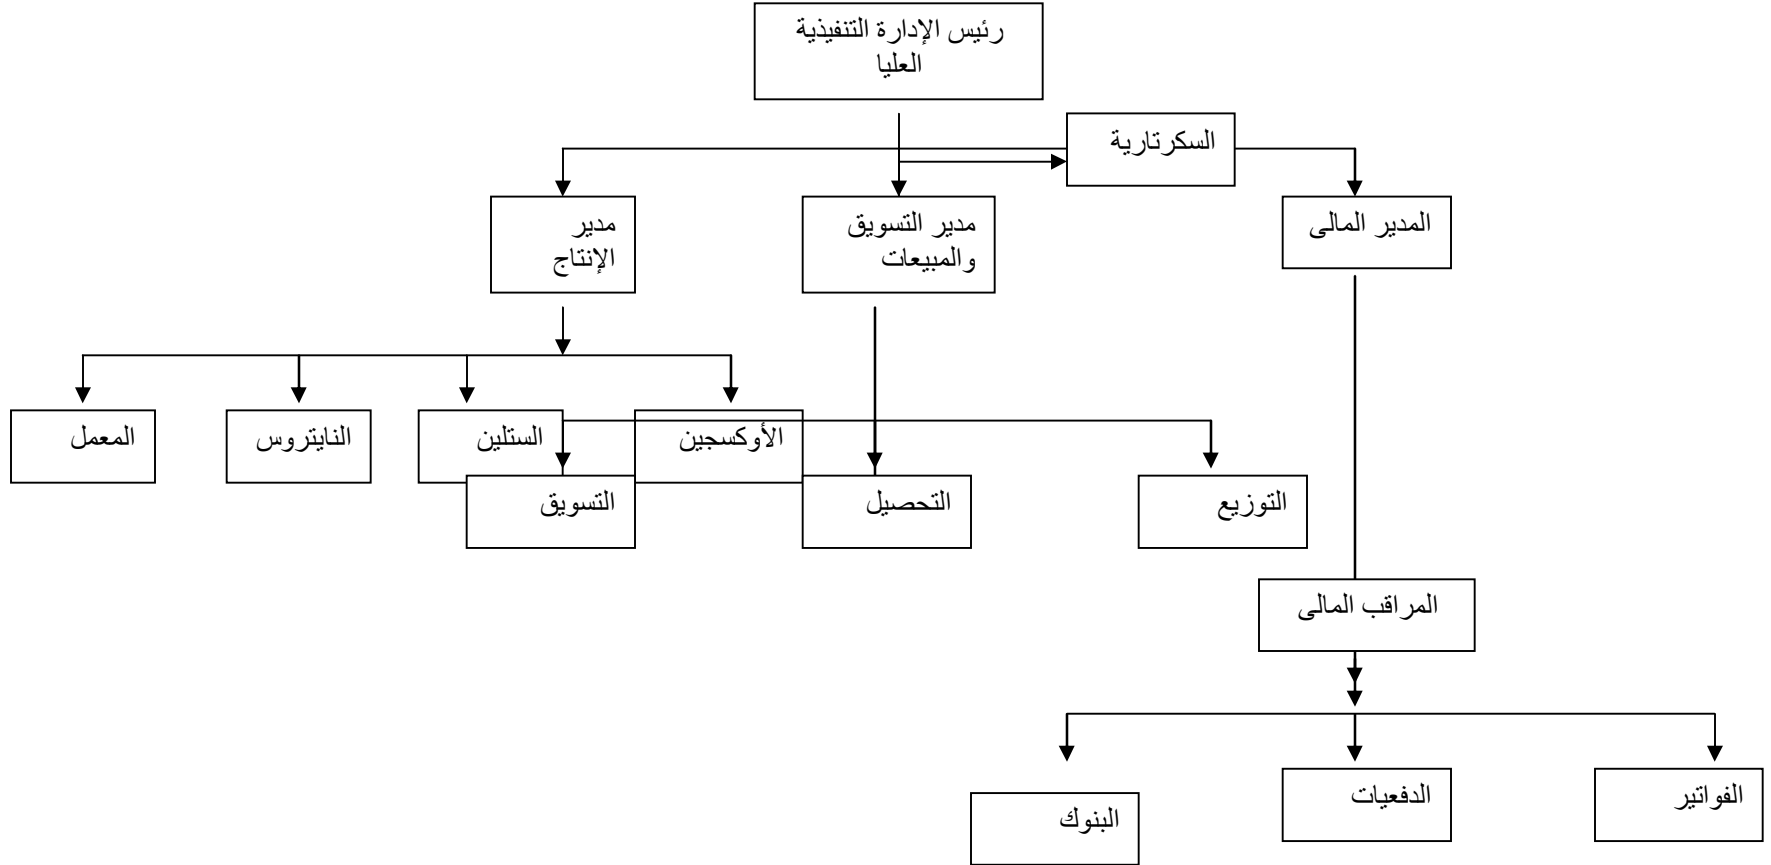 رئيس الإدارة التنفيذية
العليا
السكرتارية
المدير المالى
مدير التسويق
والمبيعات
مدير
الإنتاج
الأوكسجين
الستلين
النايتروس
المعمل
التوزيع
التحصيل
التسويق
المراقب المالى
الفواتير
الدفعيات
البنوك